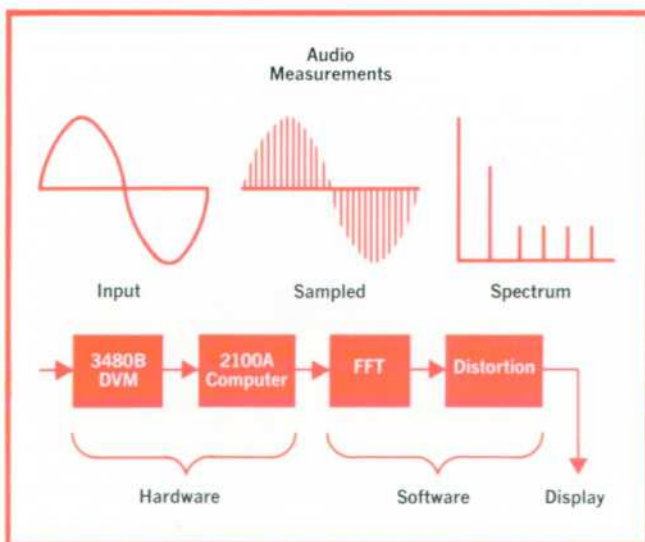 Audio
Measurements
Input
Sampled
Spectrum
3480B
DVM
2100A
Computer
FFT
Distortion
Hardware
Software
Display